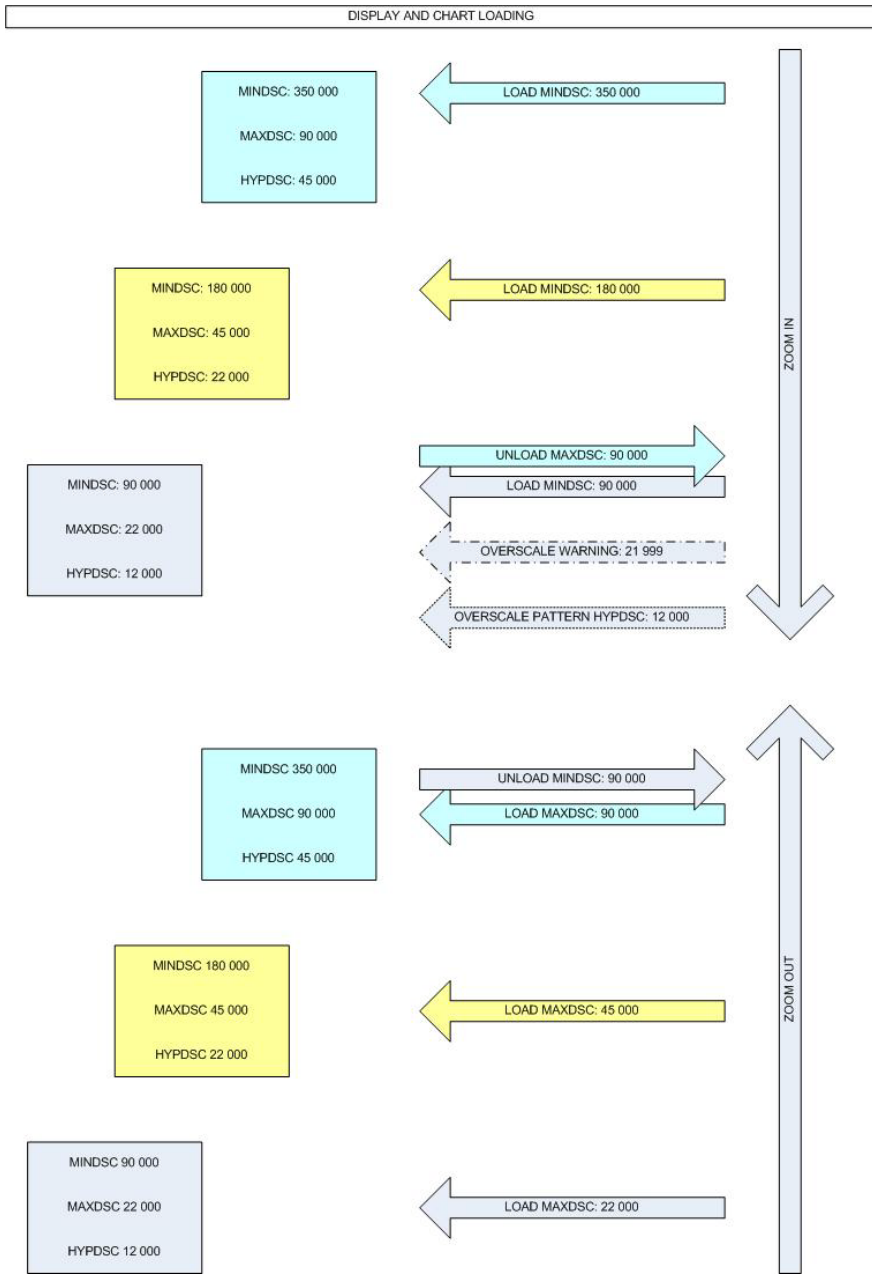 DISPLAY AND CHART LOADING
MINDSC: 350 000
MAXDSC: 90 000
HYPDSC: 45 000
LOAD MINDSC: 350 000
MINDSC: 180 000
MAXDSC: 45 000
HYPDSC: 22 000
LOAD MINDSC: 180 000
ZOOM IN
MINDSC: 90 000
MAXDSC: 22 000
HYPDSC: 12 000
UNLOAD MAXDSC: 90 000
LOAD MINDSC: 90 000
OVERSCALE WARNING: 21 999
OVERSCALE PATTERN HYPDSC: 12 000
MINDSC 350 000
MAXDSC 90 000
HYPDSC 45 000
UNLOAD MINDSC: 90 000
LOAD MAXDSC: 90 000
MINDSC 180 000
MAXDSC 45 000
HYPDSC 22 000
LOAD MAXDSC: 45 000
ZOOM OUT
MINDSC 90 000
MAXDSC 22 000
HYPDSC 12 000
LOAD MAXDSC: 22 000